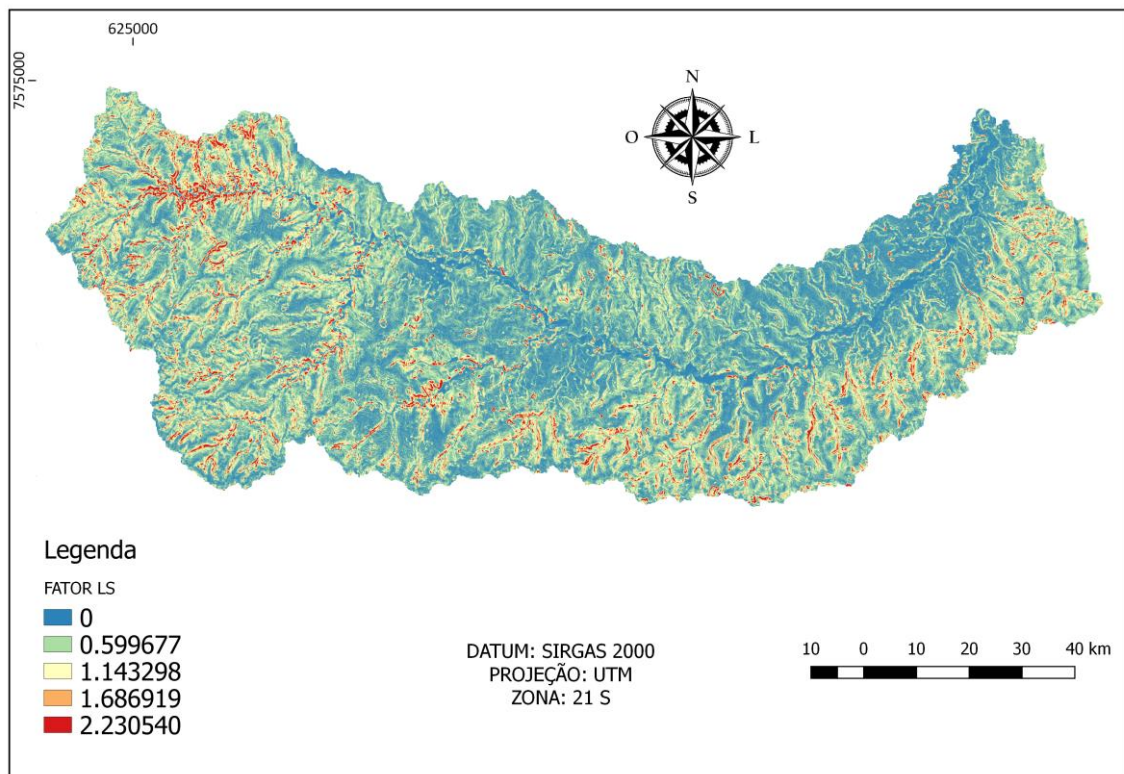 625000
7575000
N
O
L
S
Legenda
FATOR LS
0
0.599677
1.143298
1.686919
2.230540
DATUM: SIRGAS 2000
PROJEÇÃO: UTM
ZONA: 21 S
10 0 10 20 30 40 km